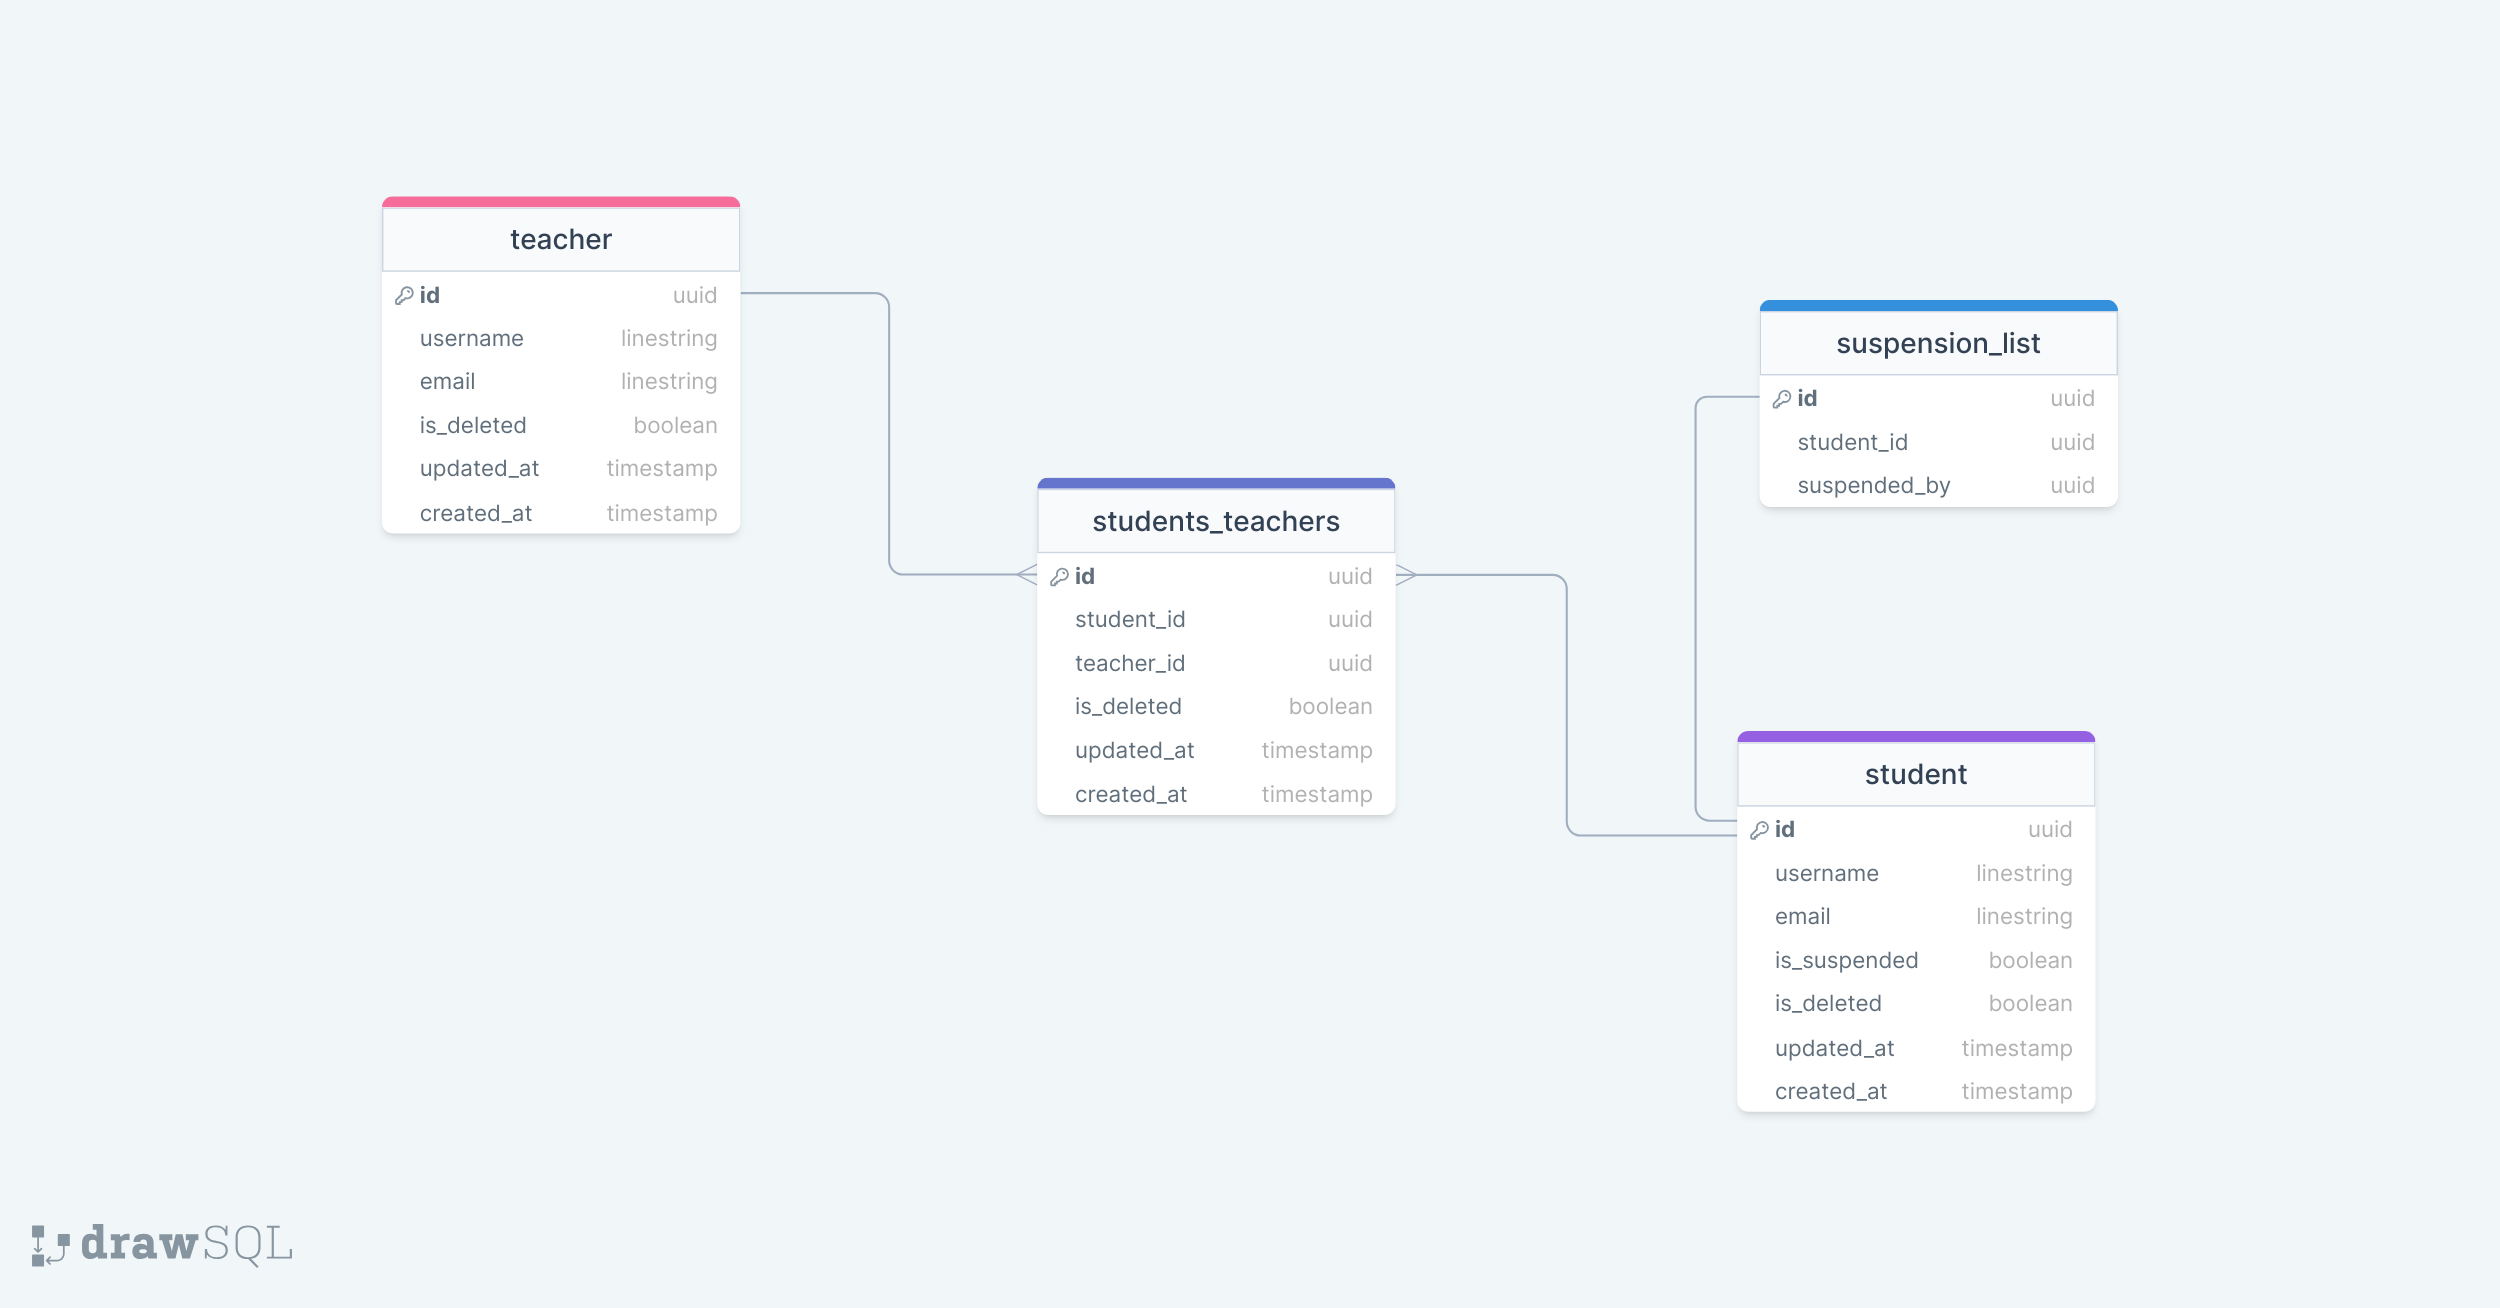 teacher
id uuid
username linestring
email linestring
is_deleted boolean
updated_at timestamp
created_at timestamp
students_teachers
id uuid
student_id uuid
teacher_id uuid
is_deleted boolean
updated_at timestamp
created_at timestamp
suspension_list
id uuid
student_id uuid
suspended_by uuid
student
id uuid
username linestring
email linestring
is_suspended boolean
is_deleted boolean
updated_at timestamp
created_at timestamp
drawSQL